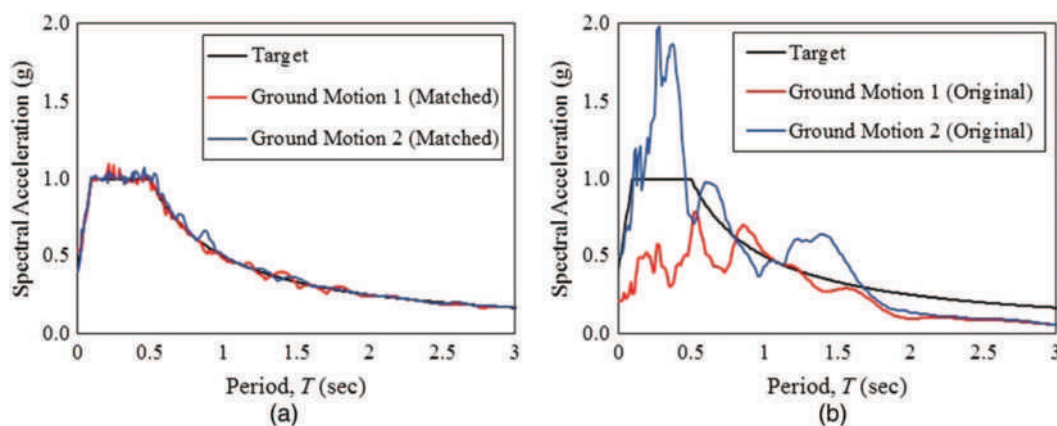 2.0
Target
Ground Motion 1 (Matched)
Ground Motion 2 (Matched)
1.5
1.0
0.5
0.0
Spectral Acceleration (g)
0 0.5 1 1.5 2 2.5 3
Period, T (sec)
(a)
2.0
Target
Ground Motion 1 (Original)
Ground Motion 2 (Original)
1.5
1.0
0.5
0.0
Spectral Acceleration (g)
0 0.5 1 1.5 2 2.5 3
Period, T (sec)
(b)